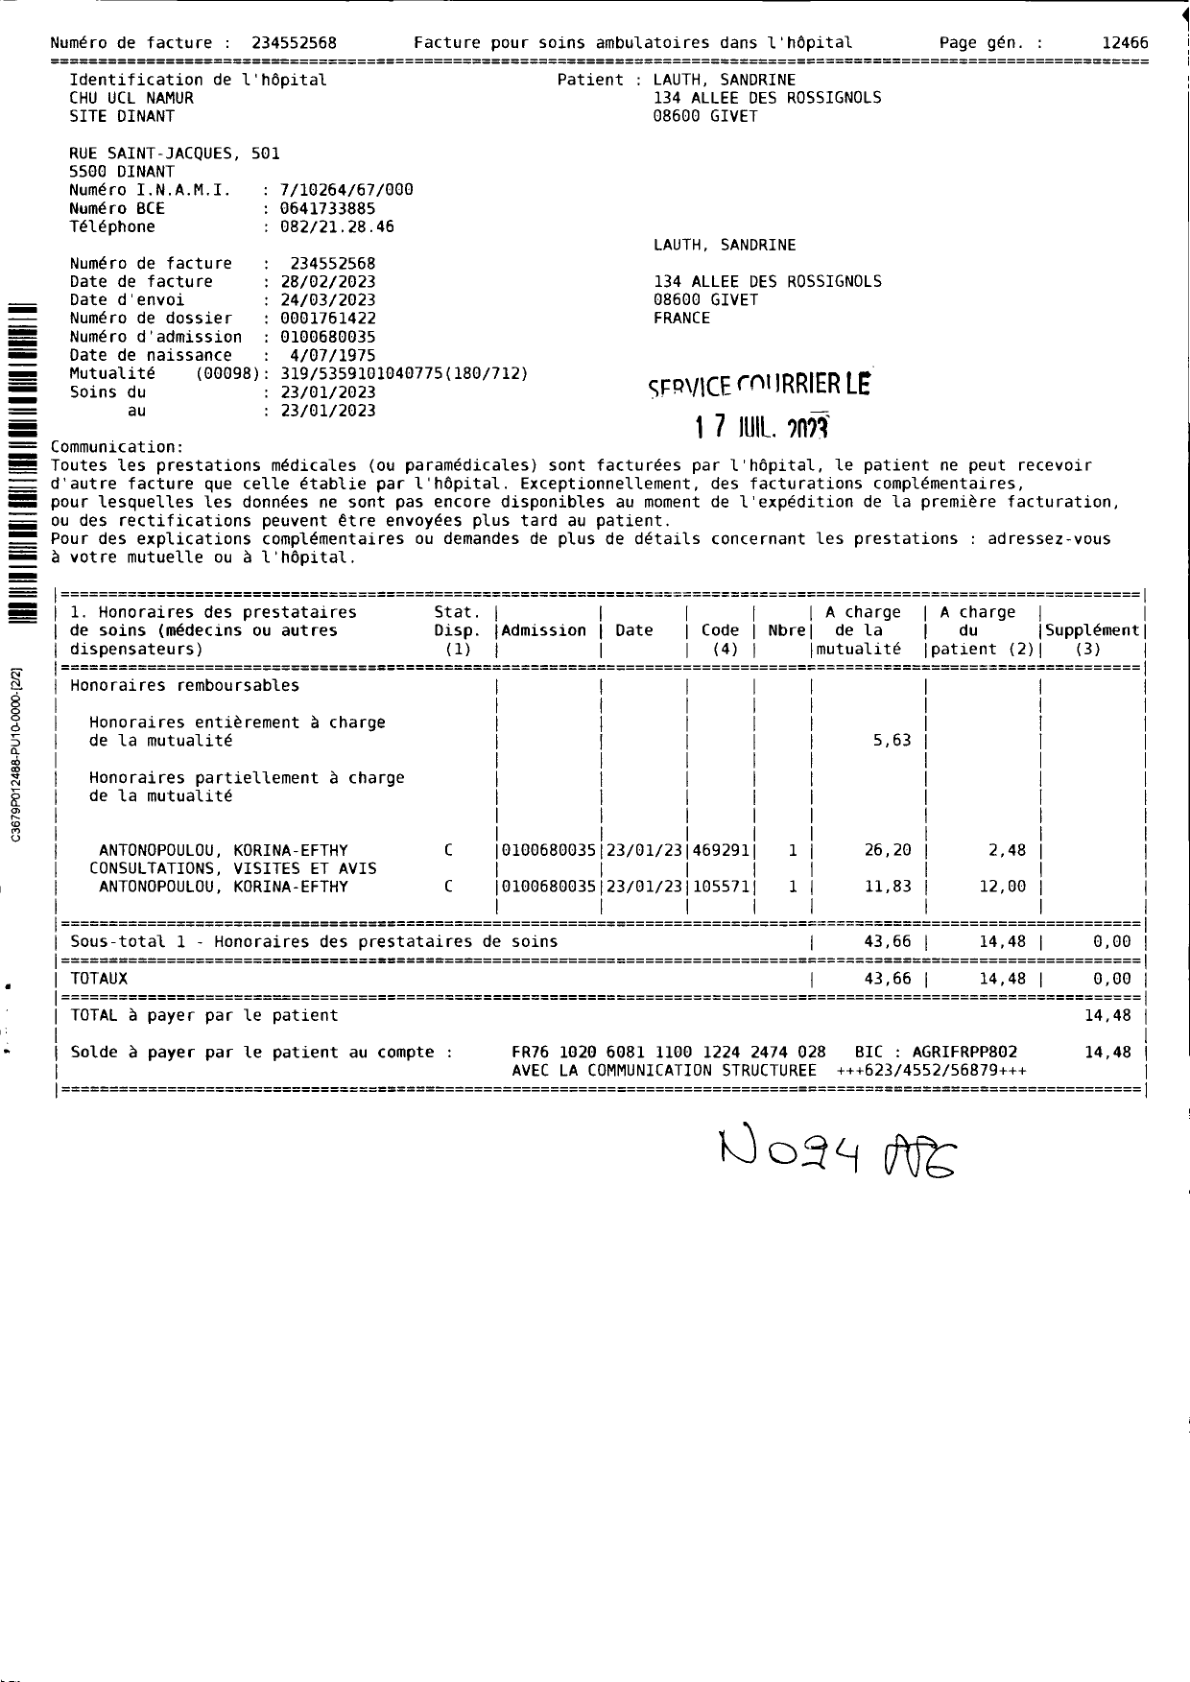 Numéro de facture : 234552568 Facture pour soins ambulatoires dans l'hôpital Page gén. : 12466
Identification de l'hôpital Patient : LAUTH, SANDRINE
CHU UCL NAMUR 134 ALLEE DES ROSSIGNOLS
SITE DINANT 08600 GIVET
RUE SAINT-JACQUES, 501
5500 DINANT
Numéro I.N.A.M.I. : 7/10264/67/000
Numéro BCE : 0641733885
Téléphone : 082/21.28.46
LAUTH, SANDRINE
Numéro de facture : 234552568
Date de facture : 28/02/2023 134 ALLEE DES ROSSIGNOLS
Date d'envoi : 24/03/2023 08600 GIVET
Numéro de dossier : 0001761422 FRANCE
Numéro d'admission : 0100680035
Date de naissance : 4/07/1975
Mutualité (00098): 319/5359101040775(180/712)
Soins du : 23/01/2023
au : 23/01/2023
SERVICE COURRIER LE
17 JUIL. 2023
Communication:
Toutes les prestations médicales (ou paramédicales) sont facturées par l'hôpital, le patient ne peut recevoir
d'autre facture que celle établie par l'hôpital. Exceptionnellement, des facturations complémentaires,
pour lesquelles les données ne sont pas encore disponibles au moment de l'expédition de la première facturation,
ou des rectifications peuvent être envoyées plus tard au patient.
Pour des explications complémentaires ou demandes de plus de détails concernant les prestations : adressez-vous
à votre mutuelle ou à l'hôpital.
1. Honoraires des prestataires Stat. A charge A charge
de soins (médecins ou autres Disp. Admission Date Code Nbre de la du Supplément
dispensateurs) (1) (4) mutualité patient (2) (3)
Honoraires remboursables
Honoraires entièrement à charge
de la mutualité 5,63
Honoraires partiellement à charge
de la mutualité
ANTONOPOULOU, KORINA-EFTHY C 0100680035 23/01/23 469291 1 26,20 2,48
CONSULTATIONS, VISITES ET AVIS
ANTONOPOULOU, KORINA-EFTHY C 0100680035 23/01/23 105571 1 11,83 12,00
Sous-total 1 - Honoraires des prestataires de soins 43,66 14,48 0,00
TOTAUX 43,66 14,48 0,00
TOTAL à payer par le patient 14,48
Solde à payer par le patient au compte : FR76 1020 6081 1100 1224 2474 028 BIC : AGRIFRPP802 14,48
AVEC LA COMMUNICATION STRUCTUREE +++623/4552/56879+++
C3679P012488-PU10-0000-[2/2]